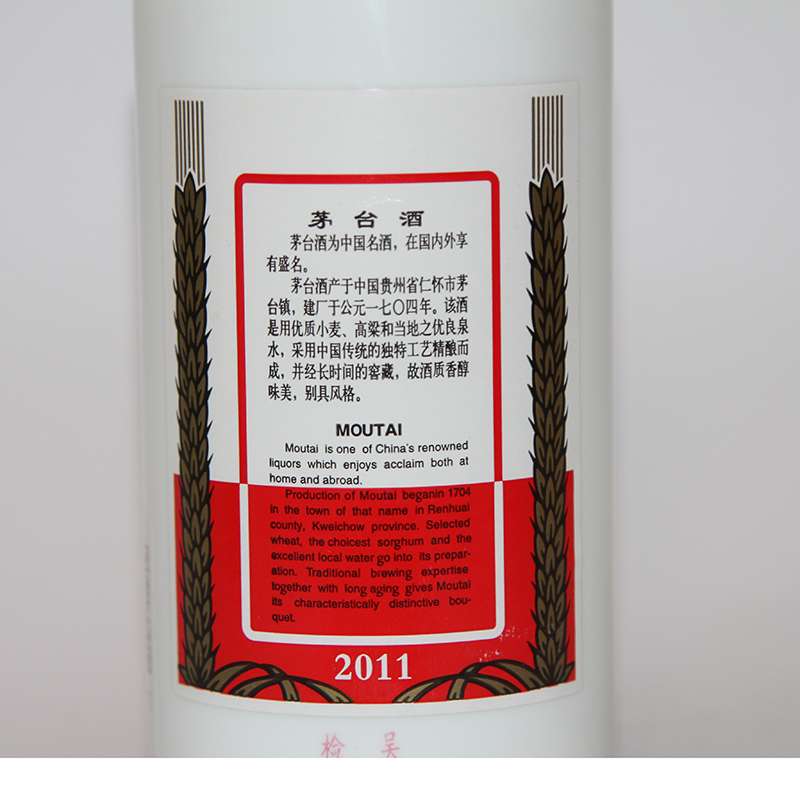 茅台酒
茅台酒为中国名酒，在国内外享
有盛名。
茅台酒产于中国贵州省仁怀市茅
台镇，建厂于公元一七〇四年。该酒
是用优质小麦、高粱和当地之优良泉
水，采用中国传统的独特工艺精酿而
成，并经长时间的窖藏，故酒质香醇
味美，别具风格。
MOUTAI
Moutai is one of China's renowned
liquors which enjoys acclaim both at
home and abroad.
Production of Moutai beganin 1704
in the town of that name in Renhuai
county, Kweichow province. Selected
wheat, the choicest sorghum and the
excellent local water go into its prepar-
ation. Traditional brewing expertise
together with long aging gives Moutai
its characteristically distinctive bou-
quet.
2011
检 吴